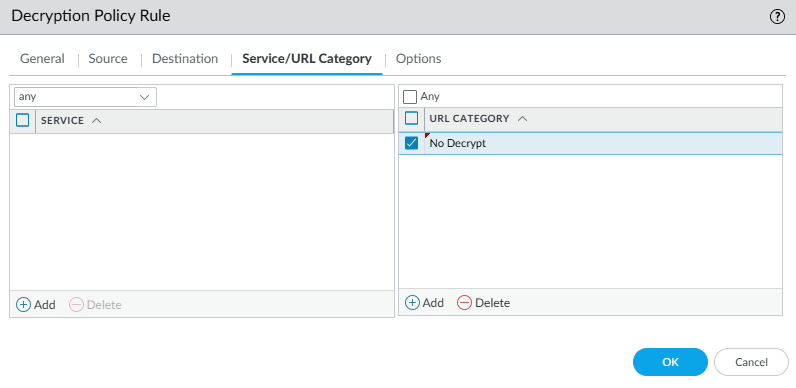 Decryption Policy Rule
General Source Destination Service/URL Category Options
any
SERVICE
Add Delete
Any
URL CATEGORY
No Decrypt
Add Delete
OK Cancel